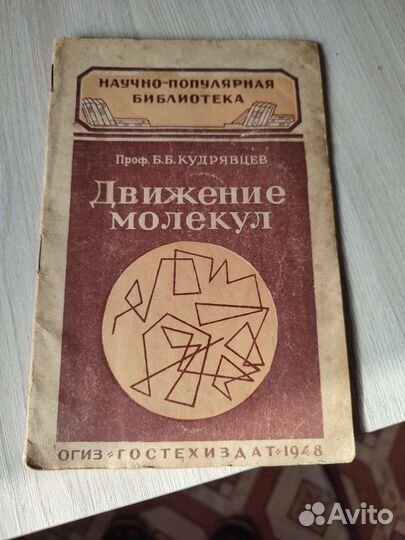 НАУЧНО-ПОПУЛЯРНАЯ
БИБЛИОТЕКА
Проф. Б.Б.КУДРЯВЦЕВ
Движение
молекул
ОГИЗ•ГОСТЕХИЗДАТ•1948
Avito